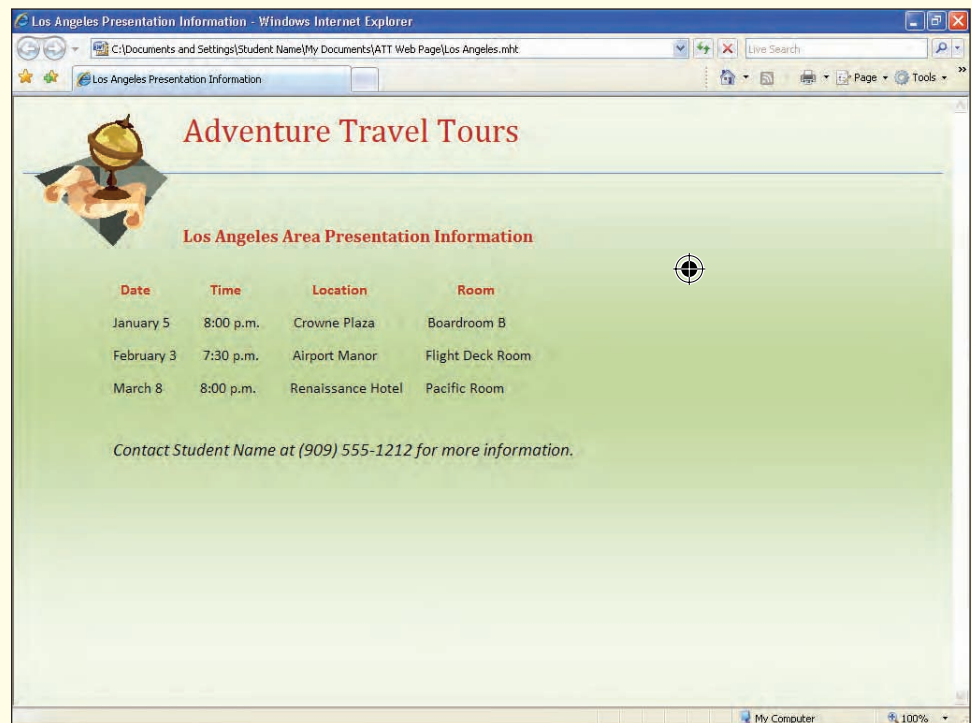 Los Angeles Presentation Information - Windows Internet Explorer
C:\Documents and Settings\Student Name\My Documents\ATT Web Page\Los Angeles.mht
Live Search
Los Angeles Presentation Information
Page Tools »
Adventure Travel Tours
Los Angeles Area Presentation Information
Date Time Location Room
January 5 8:00 p.m. Crowne Plaza Boardroom B
February 3 7:30 p.m. Airport Manor Flight Deck Room
March 8 8:00 p.m. Renaissance Hotel Pacific Room
Contact Student Name at (909) 555-1212 for more information.
My Computer 100%